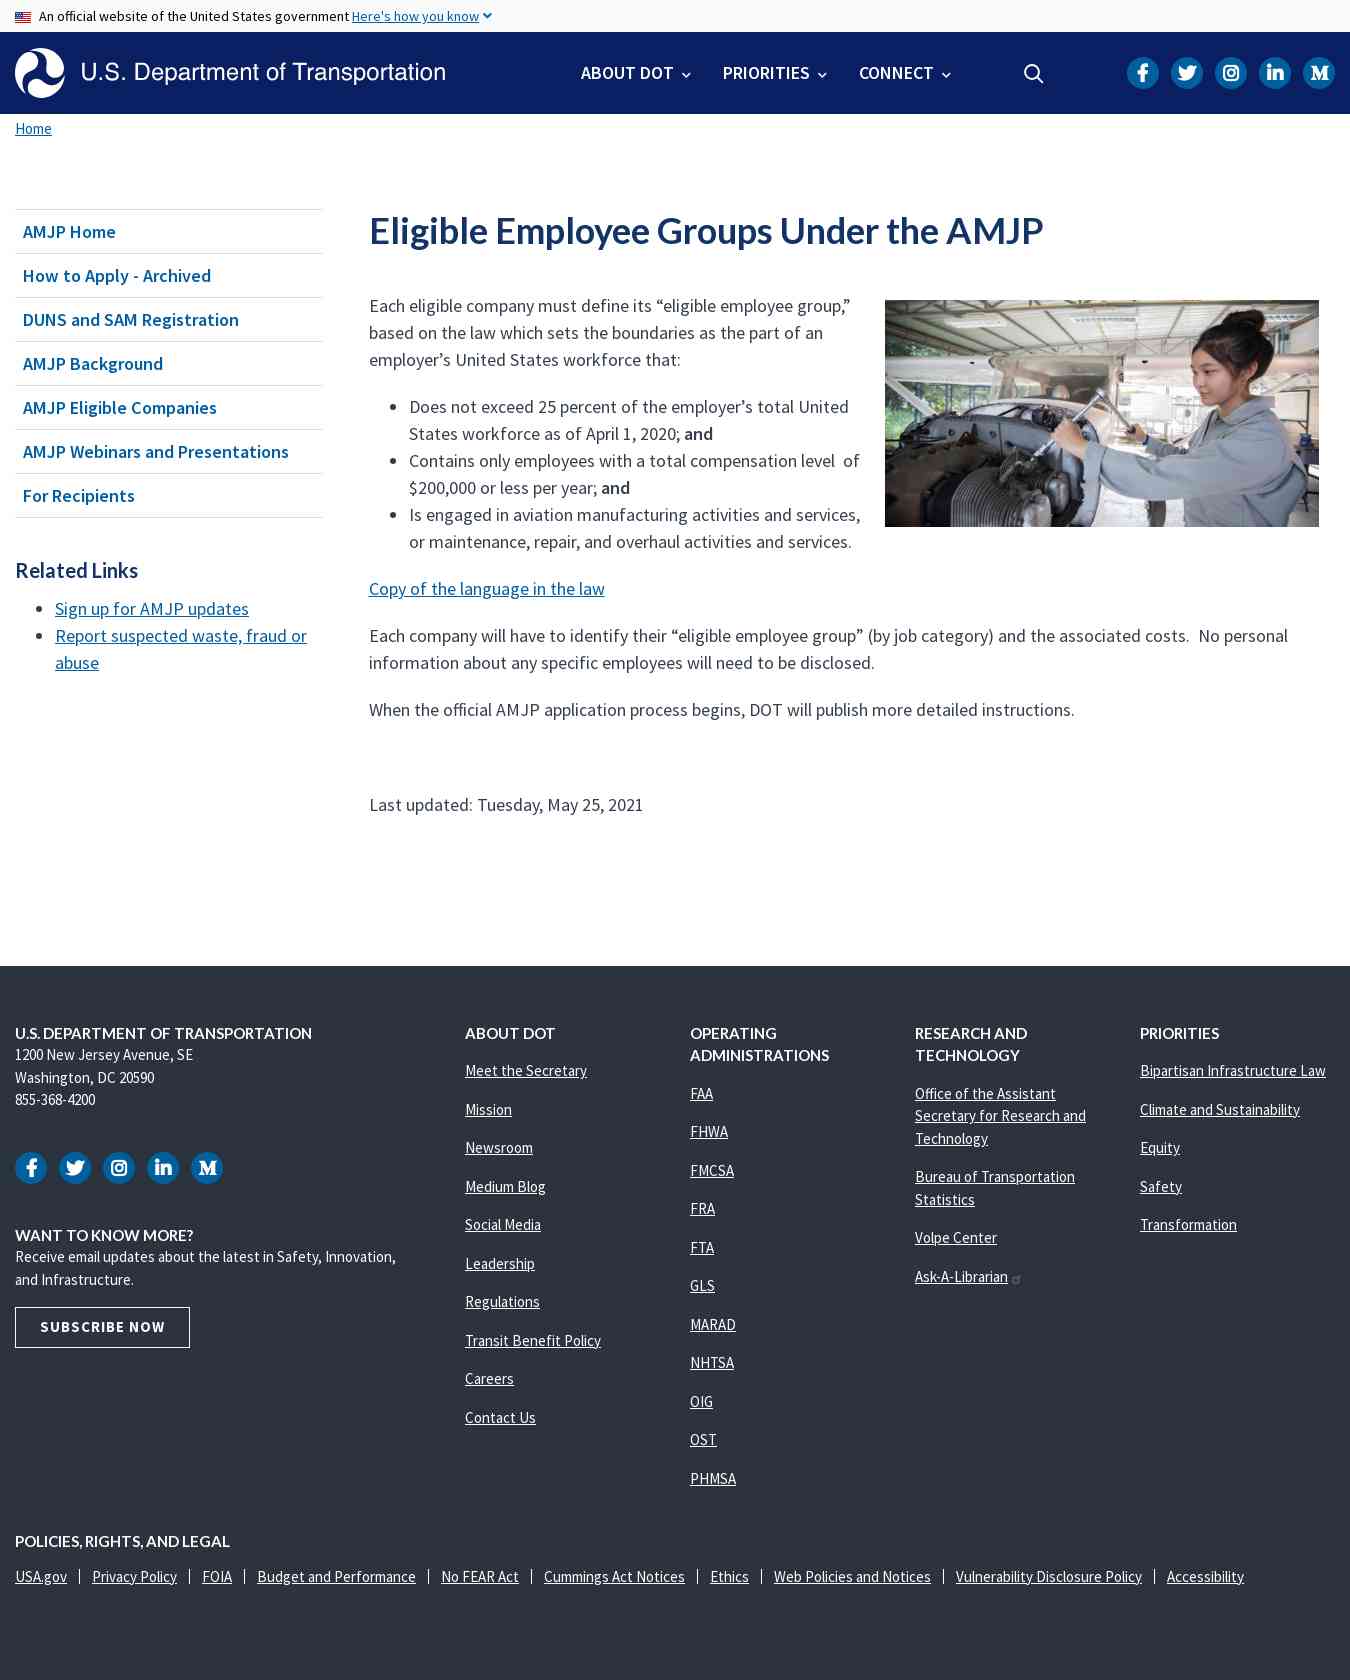 An official website of the United States government Here's how you know
U.S. Department of Transportation
ABOUT DOT
PRIORITIES
CONNECT
Home
AMJP Home
How to Apply - Archived
DUNS and SAM Registration
AMJP Background
AMJP Eligible Companies
AMJP Webinars and Presentations
For Recipients
Related Links
Sign up for AMJP updates
Report suspected waste, fraud or
abuse
Eligible Employee Groups Under the AMJP
Each eligible company must define its “eligible employee group,”
based on the law which sets the boundaries as the part of an
employer’s United States workforce that:
Does not exceed 25 percent of the employer’s total United
States workforce as of April 1, 2020; and
Contains only employees with a total compensation level  of
$200,000 or less per year; and
Is engaged in aviation manufacturing activities and services,
or maintenance, repair, and overhaul activities and services.
Copy of the language in the law
Each company will have to identify their “eligible employee group” (by job category) and the associated costs.  No personal
information about any specific employees will need to be disclosed.
When the official AMJP application process begins, DOT will publish more detailed instructions.
Last updated: Tuesday, May 25, 2021
U.S. DEPARTMENT OF TRANSPORTATION
1200 New Jersey Avenue, SE
Washington, DC 20590
855-368-4200
WANT TO KNOW MORE?
Receive email updates about the latest in Safety, Innovation,
and Infrastructure.
SUBSCRIBE NOW
ABOUT DOT
Meet the Secretary
Mission
Newsroom
Medium Blog
Social Media
Leadership
Regulations
Transit Benefit Policy
Careers
Contact Us
OPERATING
ADMINISTRATIONS
FAA
FHWA
FMCSA
FRA
FTA
GLS
MARAD
NHTSA
OIG
OST
PHMSA
RESEARCH AND
TECHNOLOGY
Office of the Assistant
Secretary for Research and
Technology
Bureau of Transportation
Statistics
Volpe Center
Ask-A-Librarian
PRIORITIES
Bipartisan Infrastructure Law
Climate and Sustainability
Equity
Safety
Transformation
POLICIES, RIGHTS, AND LEGAL
USA.gov
Privacy Policy
FOIA
Budget and Performance
No FEAR Act
Cummings Act Notices
Ethics
Web Policies and Notices
Vulnerability Disclosure Policy
Accessibility